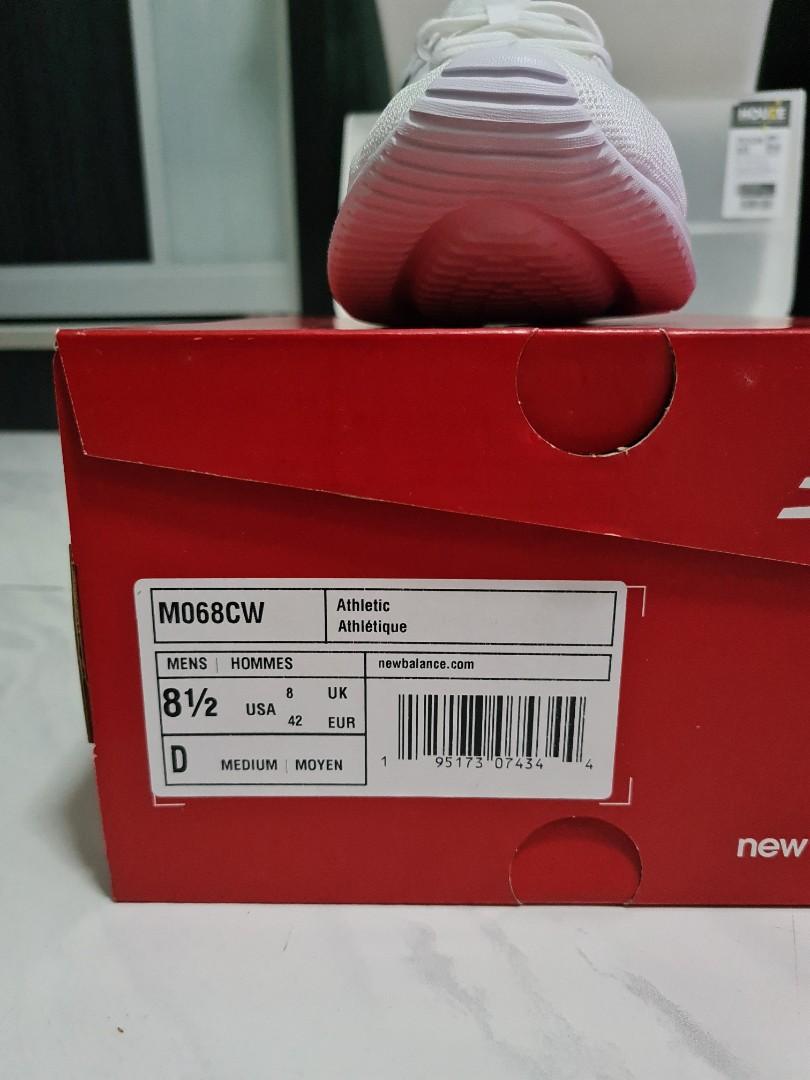 HOUZE
M068CW
Athletic
Athlétique
MENS | HOMMES
newbalance.com
8½ USA 8 UK
42 EUR
D MEDIUM | MOYEN
1 95173 07434 4
new